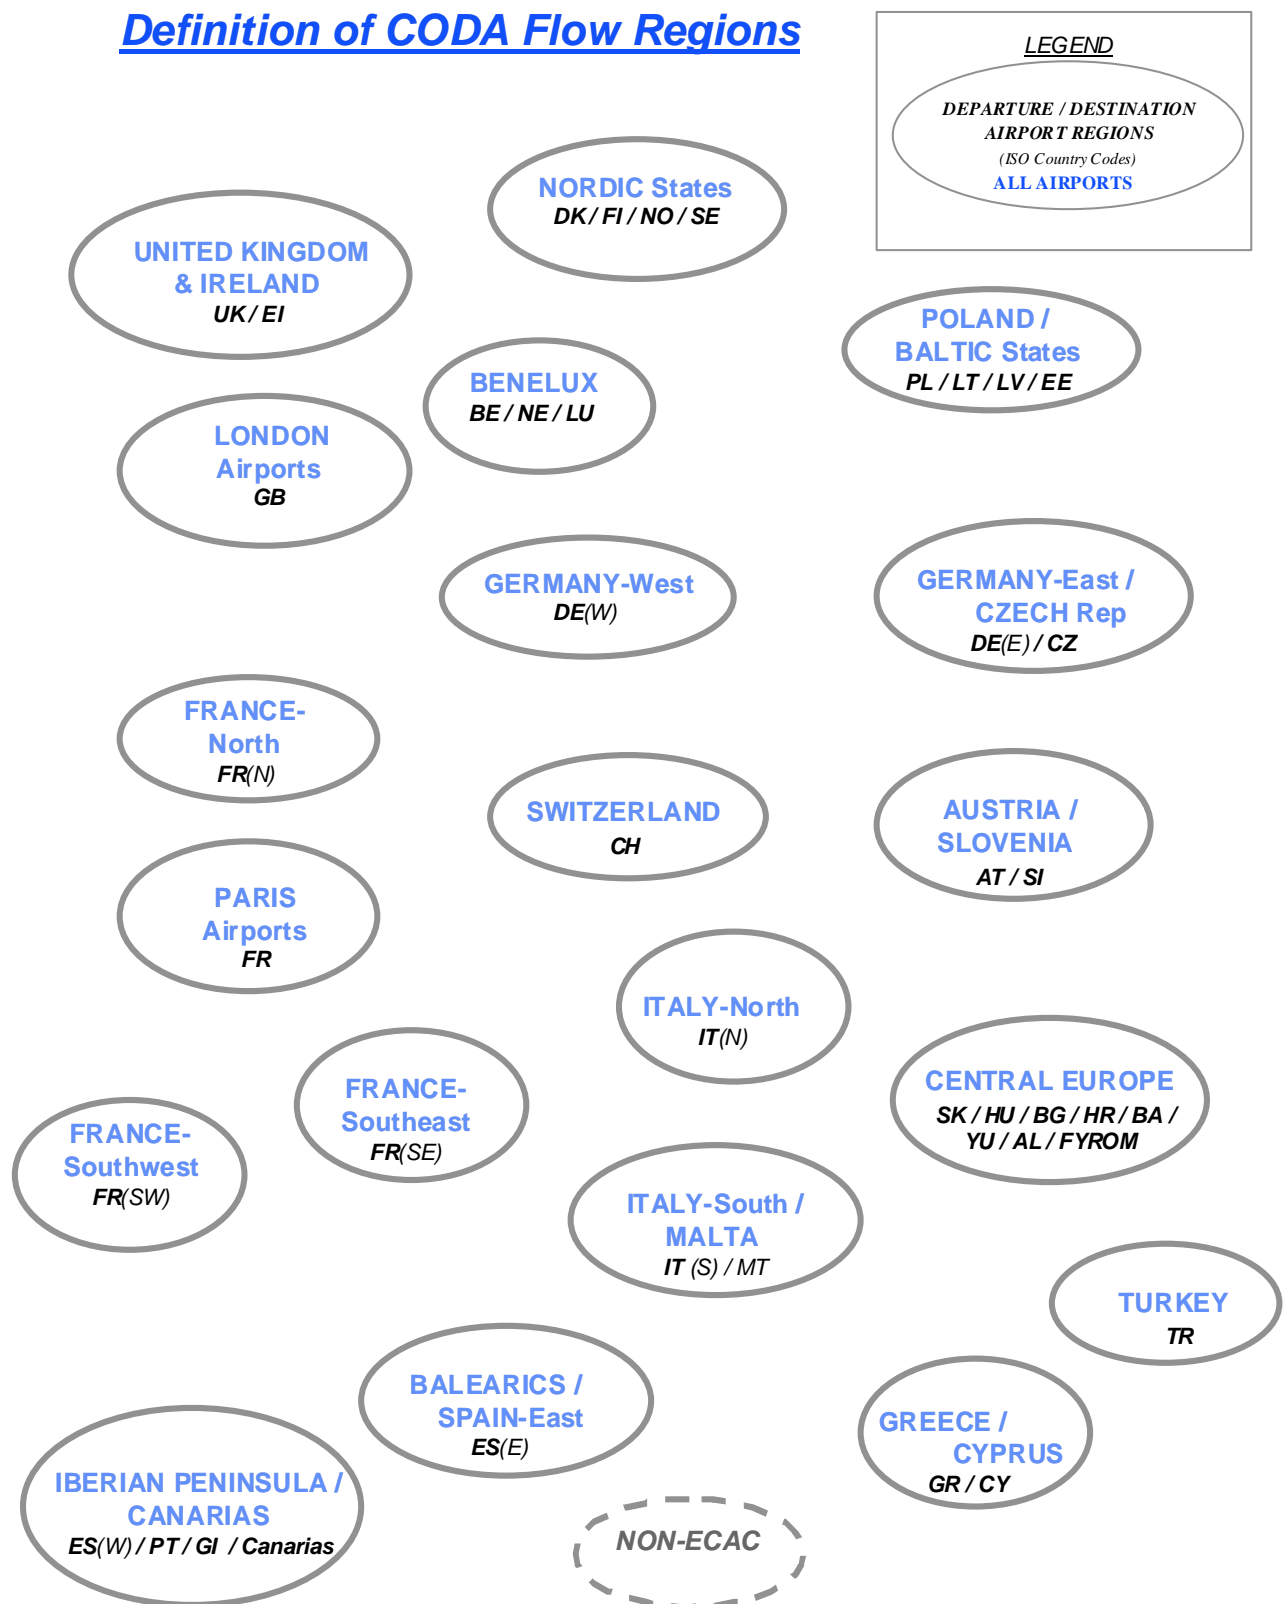 Definition of CODA Flow Regions
LEGEND
DEPARTURE / DESTINATION
AIRPORT REGIONS
(ISO Country Codes)
ALL AIRPORTS
NORDIC States
DK / FI / NO / SE
UNITED KINGDOM
& IRELAND
UK / EI
POLAND /
BALTIC States
PL / LT / LV / EE
BENELUX
BE / NE / LU
LONDON
Airports
GB
GERMANY-West
DE(W)
GERMANY-East /
CZECH Rep
DE(E) / CZ
FRANCE-
North
FR(N)
SWITZERLAND
CH
AUSTRIA /
SLOVENIA
AT / SI
PARIS
Airports
FR
ITALY-North
IT(N)
FRANCE-
Southeast
FR(SE)
CENTRAL EUROPE
SK / HU / BG / HR / BA /
YU / AL / FYROM
FRANCE-
Southwest
FR(SW)
ITALY-South /
MALTA
IT (S) / MT
TURKEY
TR
BALEARICS /
SPAIN-East
ES(E)
GREECE /
CYPRUS
GR / CY
IBERIAN PENINSULA /
CANARIAS
ES(W) / PT / GI / Canarias
NON-ECAC